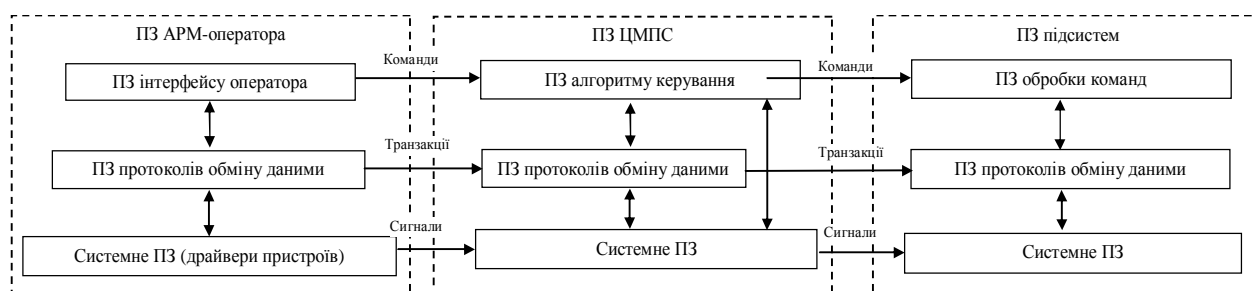 ПЗ АРМ-оператора
ПЗ ЦМПС
ПЗ підсистем
ПЗ інтерфейсу оператора
Команди
ПЗ алгоритму керування
Команди
ПЗ обробки команд
ПЗ протоколів обміну даними
Транзакції
ПЗ протоколів обміну даними
Транзакції
ПЗ протоколів обміну даними
Системне ПЗ (драйвери пристроїв)
Сигнали
Системне ПЗ
Сигнали
Системне ПЗ